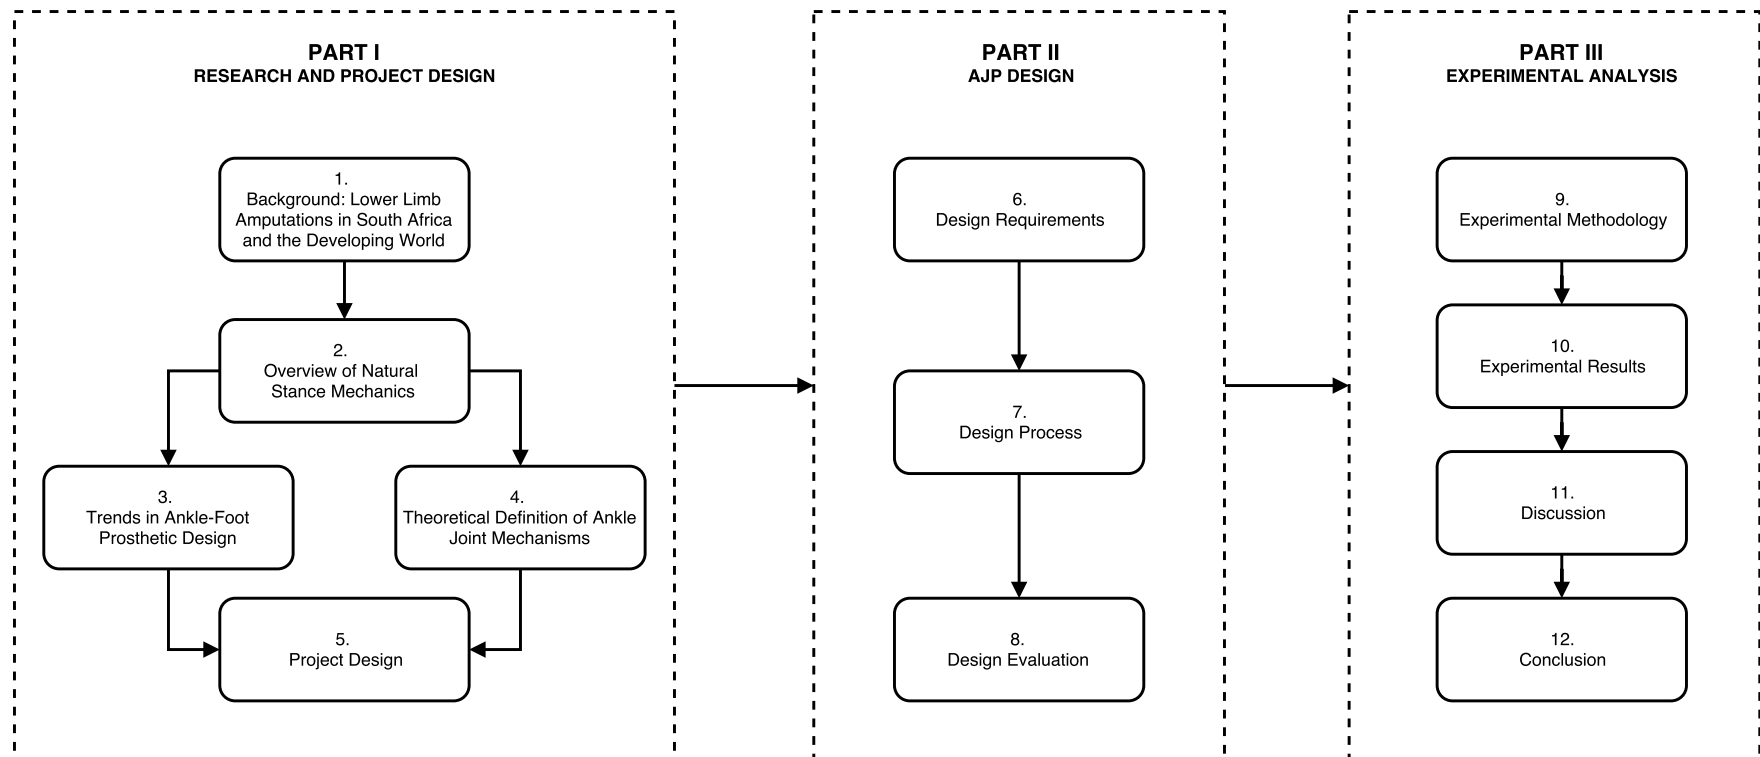 PART I
RESEARCH AND PROJECT DESIGN
1.
Background: Lower Limb
Amputations in South Africa
and the Developing World
2.
Overview of Natural
Stance Mechanics
3.
Trends in Ankle-Foot
Prosthetic Design
4.
Theoretical Definition of Ankle
Joint Mechanisms
5.
Project Design
PART II
AJP DESIGN
6.
Design Requirements
7.
Design Process
8.
Design Evaluation
PART III
EXPERIMENTAL ANALYSIS
9.
Experimental Methodology
10.
Experimental Results
11.
Discussion
12.
Conclusion